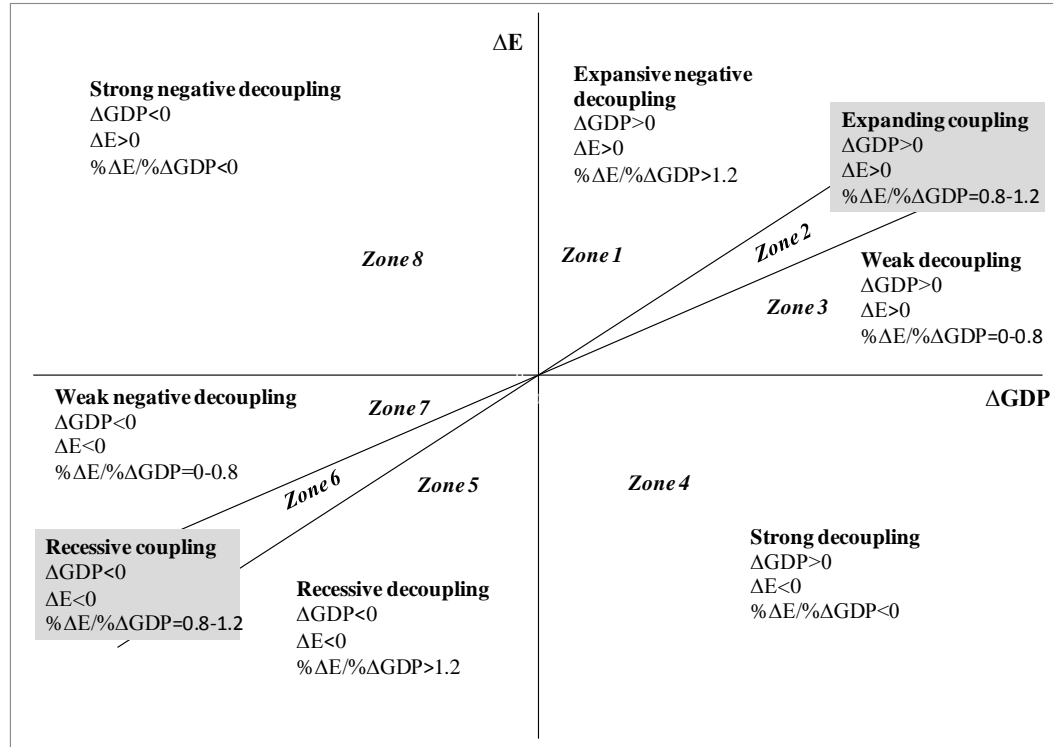 ΔE
Strong negative decoupling
ΔGDP<0
ΔE>0
%ΔE/%ΔGDP<0
Expansive negative
decoupling
ΔGDP>0
ΔE>0
%ΔE/%ΔGDP>1.2
Expanding coupling
ΔGDP>0
ΔE>0
%ΔE/%ΔGDP=0.8-1.2
Zone 8
Zone 1
Zone 2
Weak decoupling
ΔGDP>0
ΔE>0
%ΔE/%ΔGDP=0-0.8
Zone 3
ΔGDP
Weak negative decoupling
ΔGDP<0
ΔE<0
%ΔE/%ΔGDP=0-0.8
Zone 7
Zone 6
Zone 5
Zone 4
Recessive coupling
ΔGDP<0
ΔE<0
%ΔE/%ΔGDP=0.8-1.2
Recessive decoupling
ΔGDP<0
ΔE<0
%ΔE/%ΔGDP>1.2
Strong decoupling
ΔGDP>0
ΔE<0
%ΔE/%ΔGDP<0